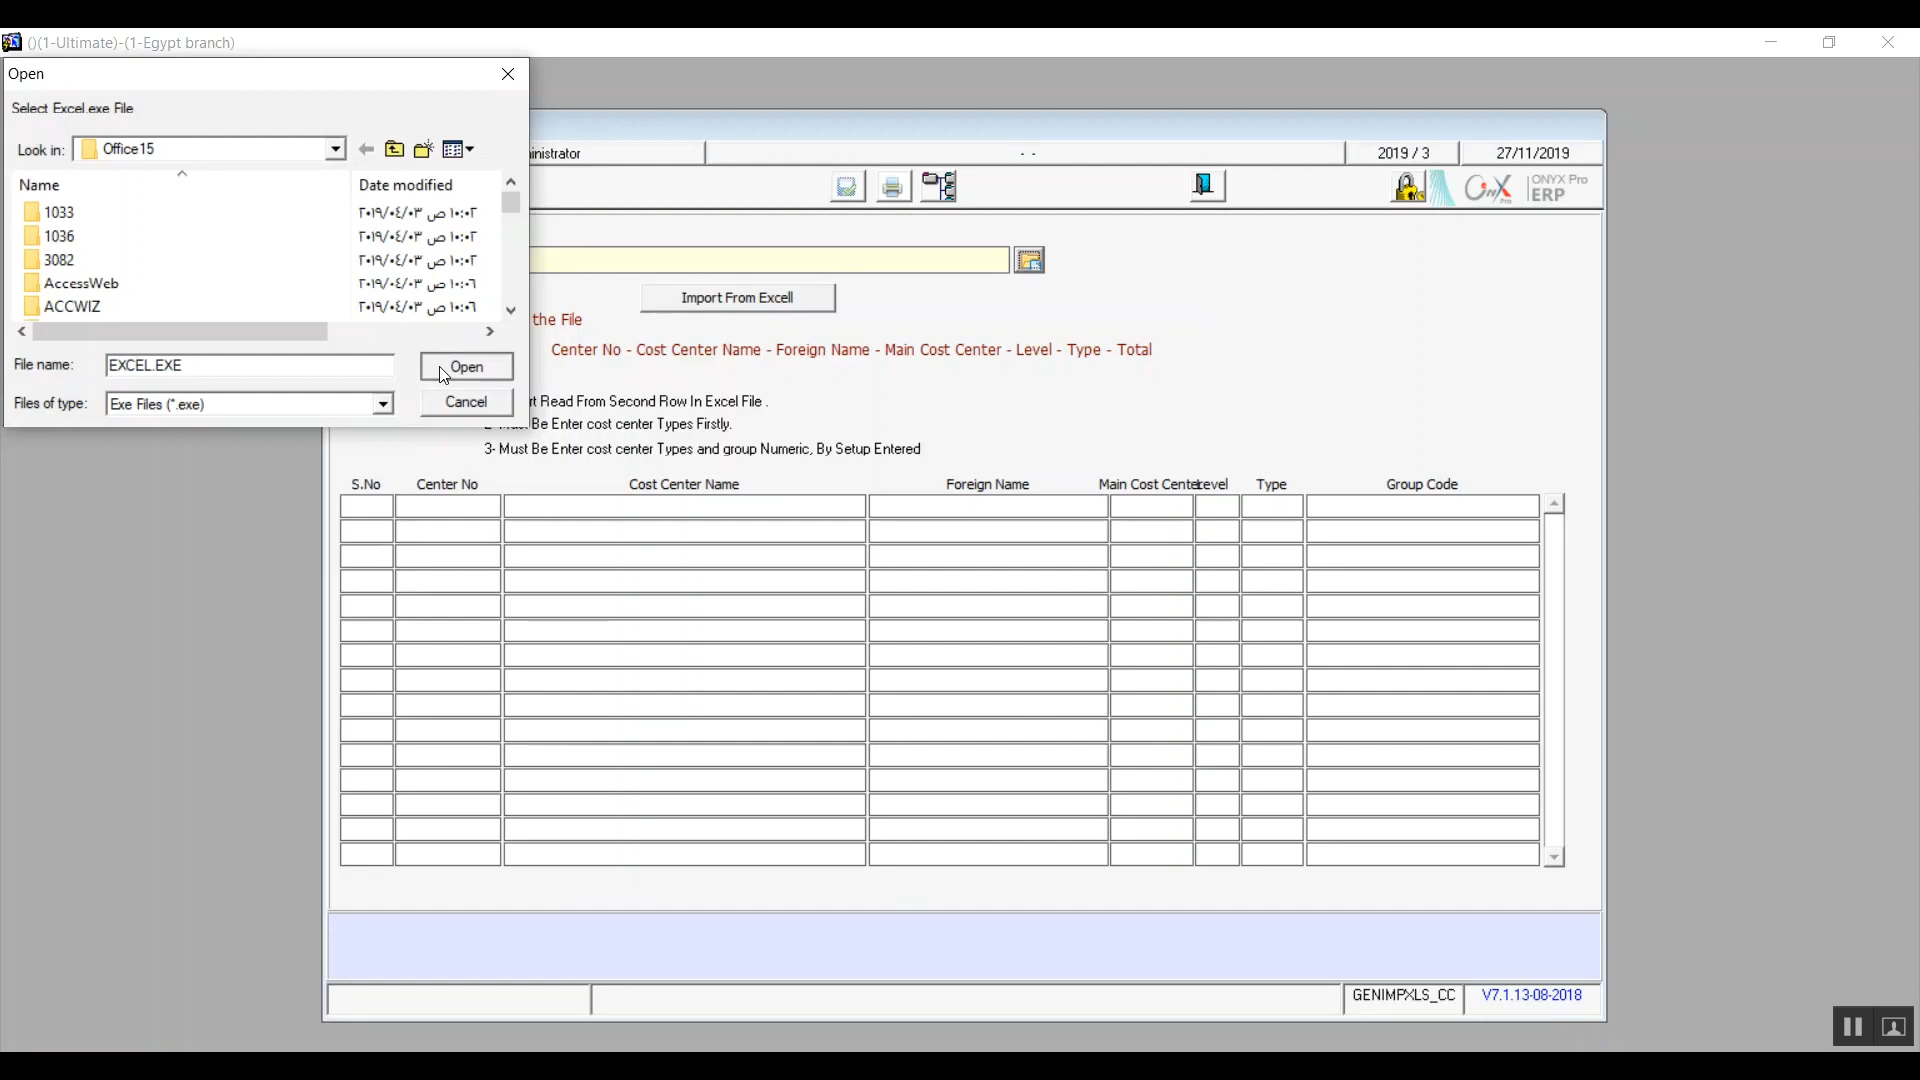 ()(1-Ultimate)-(1-Egypt branch)
Open
Select Excel.exe File
Look in: Office15
Name Date modified
1033 ٢٠١٩/٠٤/٠٣ ص ١٠:٠٢
1036 ٢٠١٩/٠٤/٠٣ ص ١٠:٠٢
3082 ٢٠١٩/٠٤/٠٣ ص ١٠:٠٢
AccessWeb ٢٠١٩/٠٤/٠٣ ص ١٠:٠٦
ACCWIZ ٢٠١٩/٠٤/٠٣ ص ١٠:٠٦
File name: EXCEL.EXE Open
Files of type: Exe Files (*.exe) Cancel
ninistrator - - 2019 / 3 27/11/2019
OnyX Pro ONYX Pro ERP
Import From Excell
the File
Center No - Cost Center Name - Foreign Name - Main Cost Center - Level - Type - Total
rt Read From Second Row In Excel File .
Be Enter cost center Types Firstly.
3- Must Be Enter cost center Types and group Numeric, By Setup Entered
S.No Center No Cost Center Name Foreign Name Main Cost Center Level Type Group Code
GENIMPXLS_CC V7.1.13-08-2018